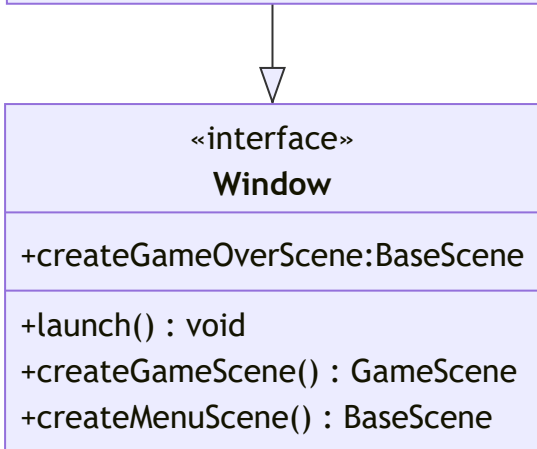 «interface»
Window
+createGameOverScene:BaseScene
+launch() : void
+createGameScene() : GameScene
+createMenuScene() : BaseScene